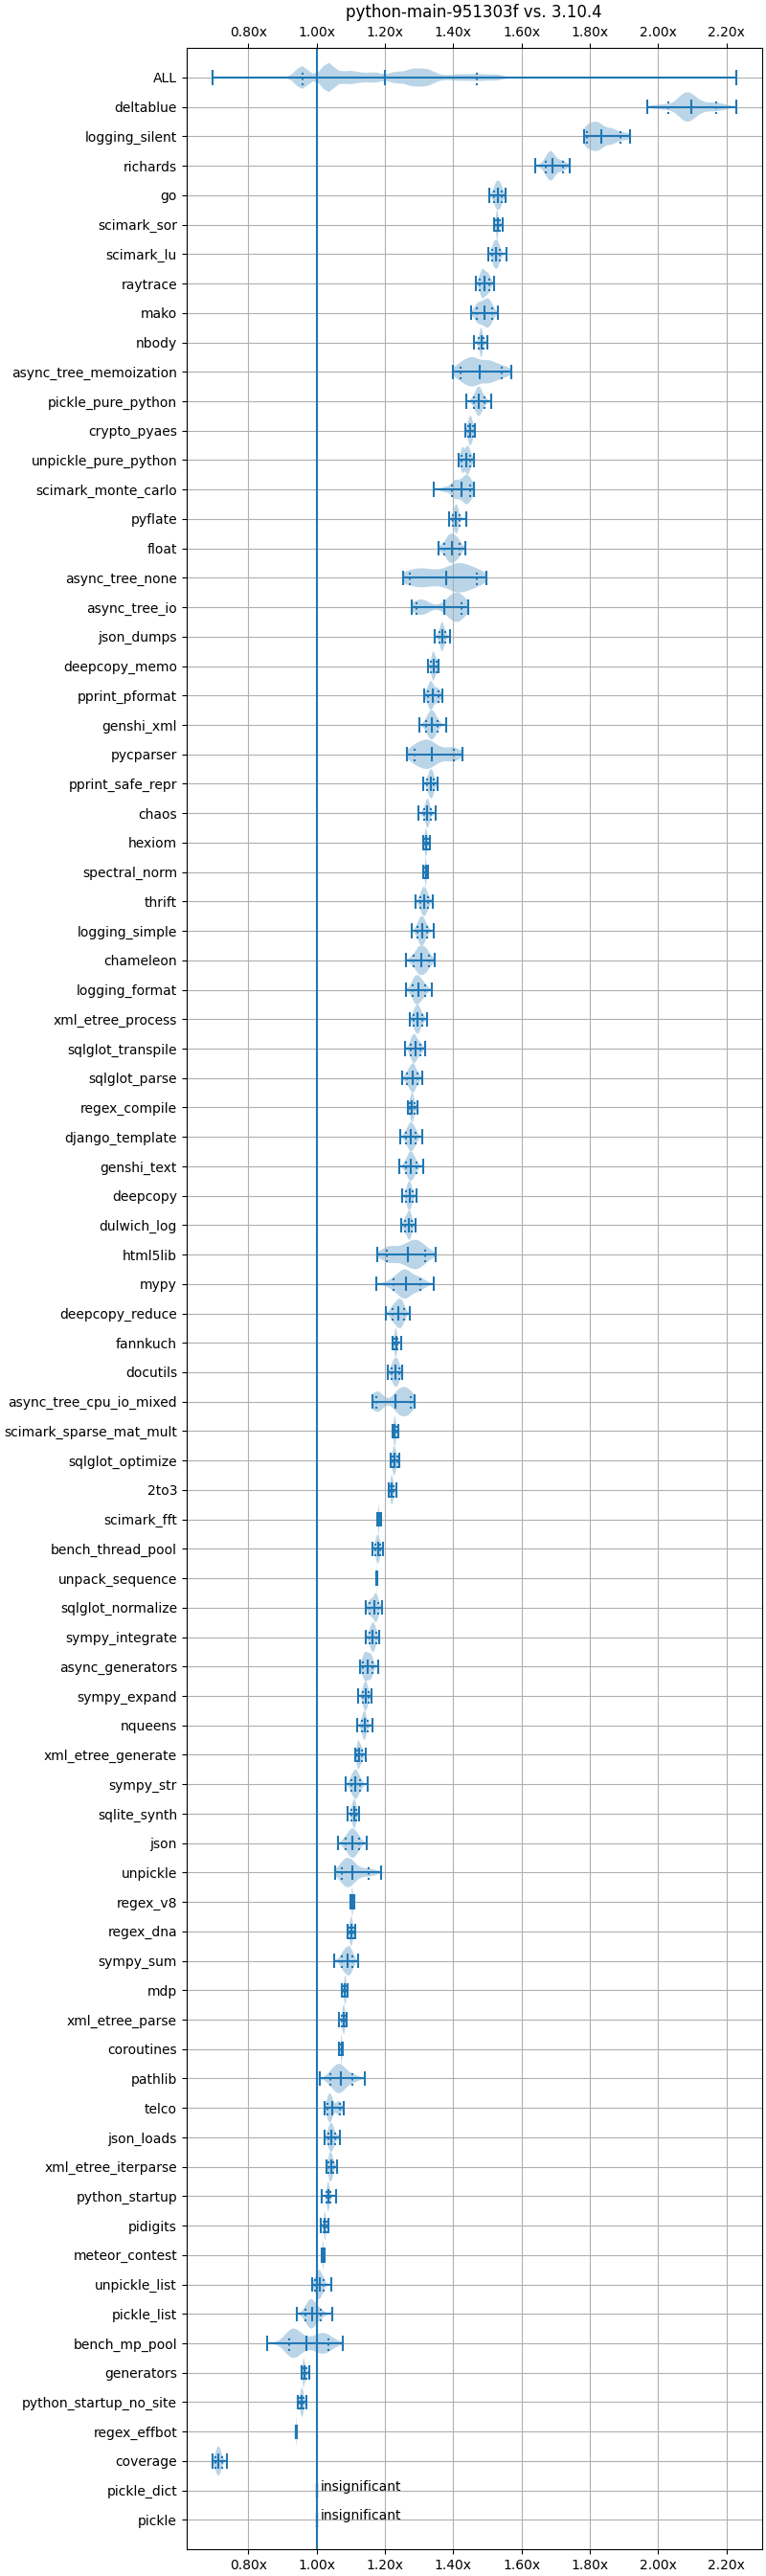 python-main-951303f vs. 3.10.4
0.80x 1.00x 1.20x 1.40x 1.60x 1.80x 2.00x 2.20x
ALL
deltablue
logging_silent
richards
go
scimark_sor
scimark_lu
raytrace
mako
nbody
async_tree_memoization
pickle_pure_python
crypto_pyaes
unpickle_pure_python
scimark_monte_carlo
pyflate
float
async_tree_none
async_tree_io
json_dumps
deepcopy_memo
pprint_pformat
genshi_xml
pycparser
pprint_safe_repr
chaos
hexiom
spectral_norm
thrift
logging_simple
chameleon
logging_format
xml_etree_process
sqlglot_transpile
sqlglot_parse
regex_compile
django_template
genshi_text
deepcopy
dulwich_log
html5lib
mypy
deepcopy_reduce
fannkuch
docutils
async_tree_cpu_io_mixed
scimark_sparse_mat_mult
sqlglot_optimize
2to3
scimark_fft
bench_thread_pool
unpack_sequence
sqlglot_normalize
sympy_integrate
async_generators
sympy_expand
nqueens
xml_etree_generate
sympy_str
sqlite_synth
json
unpickle
regex_v8
regex_dna
sympy_sum
mdp
xml_etree_parse
coroutines
pathlib
telco
json_loads
xml_etree_iterparse
python_startup
pidigits
meteor_contest
unpickle_list
pickle_list
bench_mp_pool
generators
python_startup_no_site
regex_effbot
coverage
pickle_dict insignificant
pickle insignificant
0.80x 1.00x 1.20x 1.40x 1.60x 1.80x 2.00x 2.20x